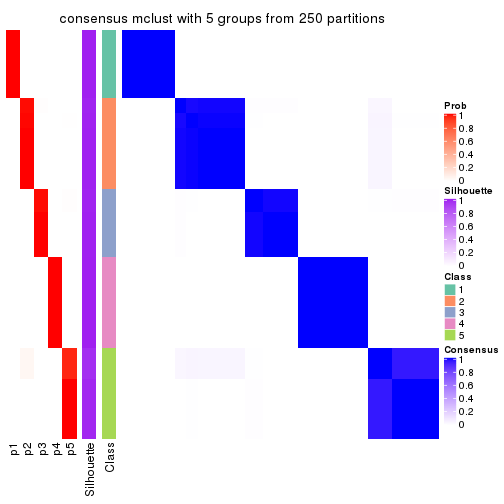 consensus mclust with 5 groups from 250 partitions
Prob
1
0.8
0.6
0.4
0.2
0
Silhouette
1
0.8
0.6
0.4
0.2
0
Class
1
2
3
4
5
Consensus
1
0.8
0.6
0.4
0.2
0
p1
p2
p3
p4
p5
Silhouette
Class